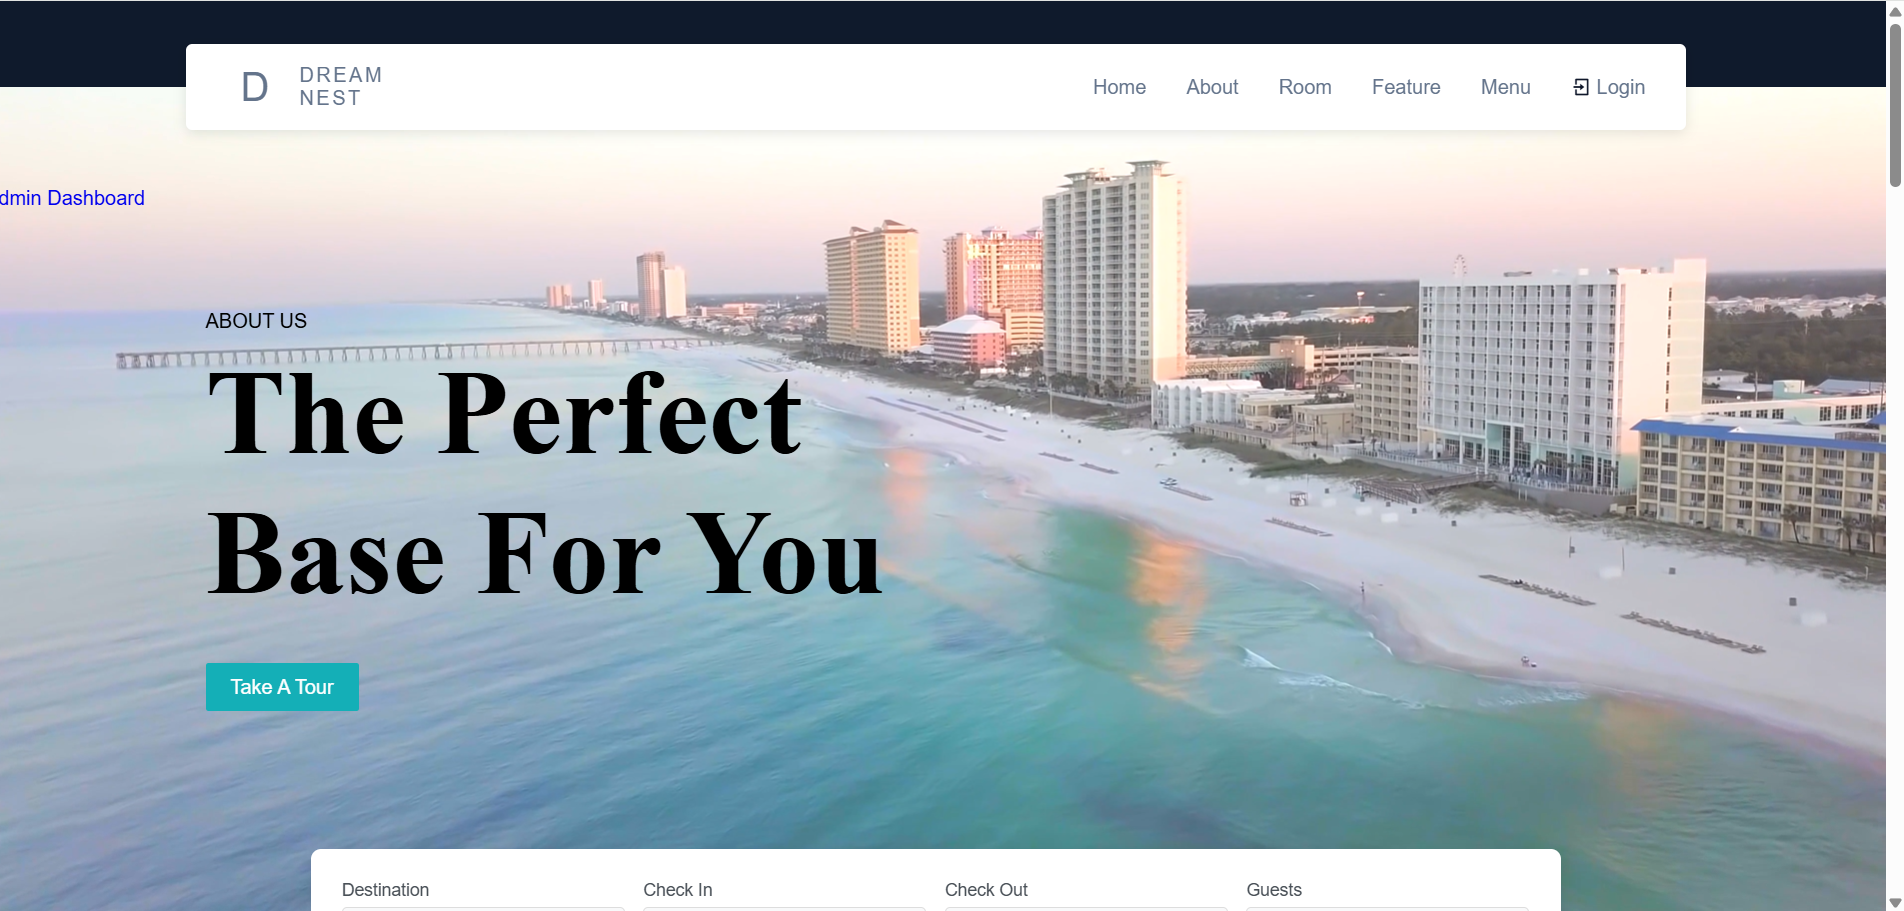 D
DREAM
NEST
Home
About
Room
Feature
Menu
Login
dmin Dashboard
ABOUT US
The Perfect
Base For You
Take A Tour
Destination
Check In
Check Out
Guests